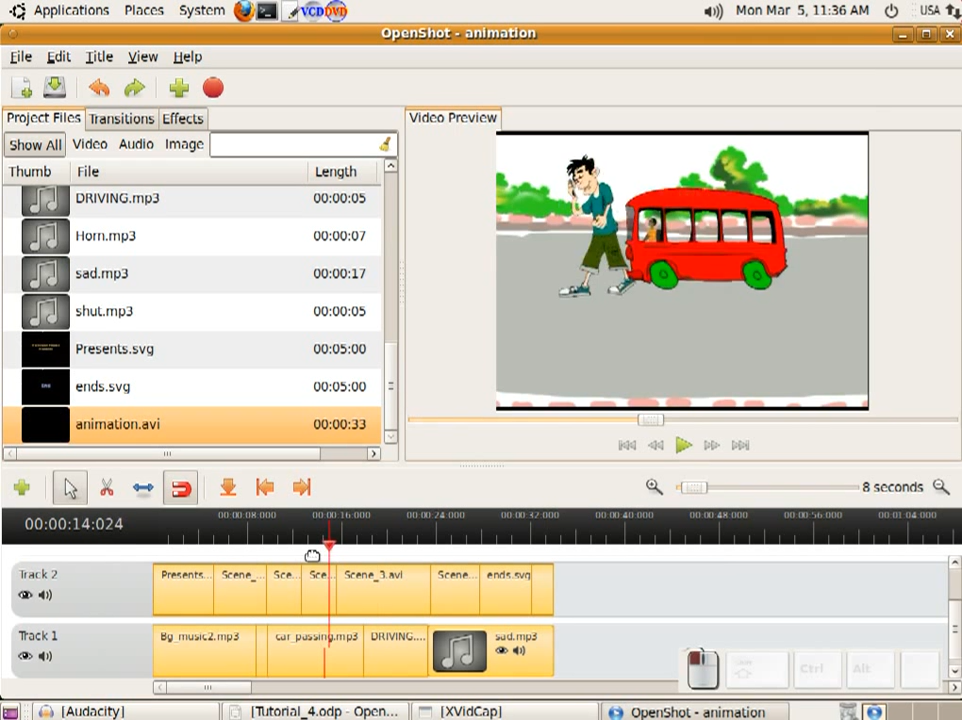 Applications Places System VCD DVD Mon Mar 5, 11:36 AM USA
OpenShot - animation
File Edit Title View Help
Project Files Transitions Effects
Video Preview
Show All Video Audio Image
Thumb File Length
DRIVING.mp3 00:00:05
Horn.mp3 00:00:07
sad.mp3 00:00:17
shut.mp3 00:00:05
Presents.svg 00:05:00
ends.svg 00:05:00
animation.avi 00:00:33
8 seconds
00:00:14:024
00:00:08:000 00:00:16:000 00:00:24:000 00:00:32:000 00:00:40:000 00:00:48:000 00:00:56:000 00:01:04:000
Track 2
Presents... Scene_... Sce... Sce... Scene_3.avi Scene... ends.svg
Track 1
Bg_music2.mp3 car_passing.mp3 DRIVING.... sad.mp3
Ctrl Alt
[Audacity] [Tutorial_4.odp - Open... [XVidCap] OpenShot - animation